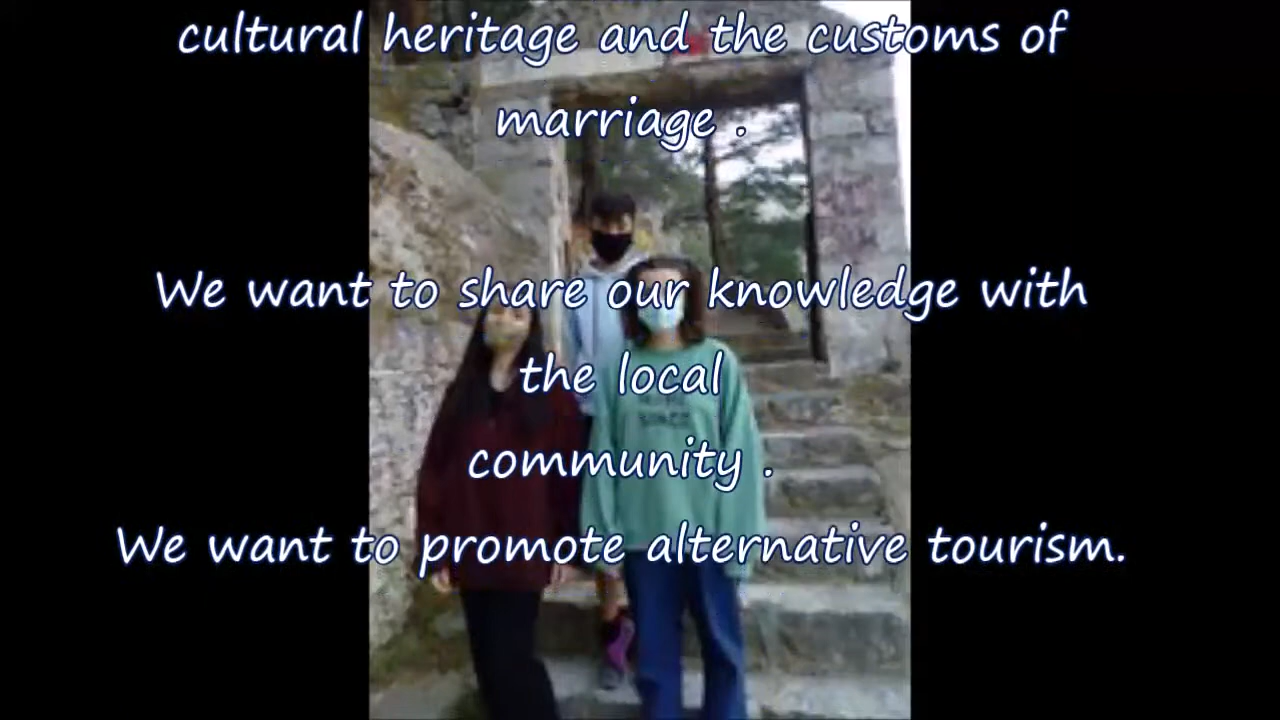 cultural heritage and the customs of
marriage .
We want to share our knowledge with
the local
community .
We want to promote alternative tourism.